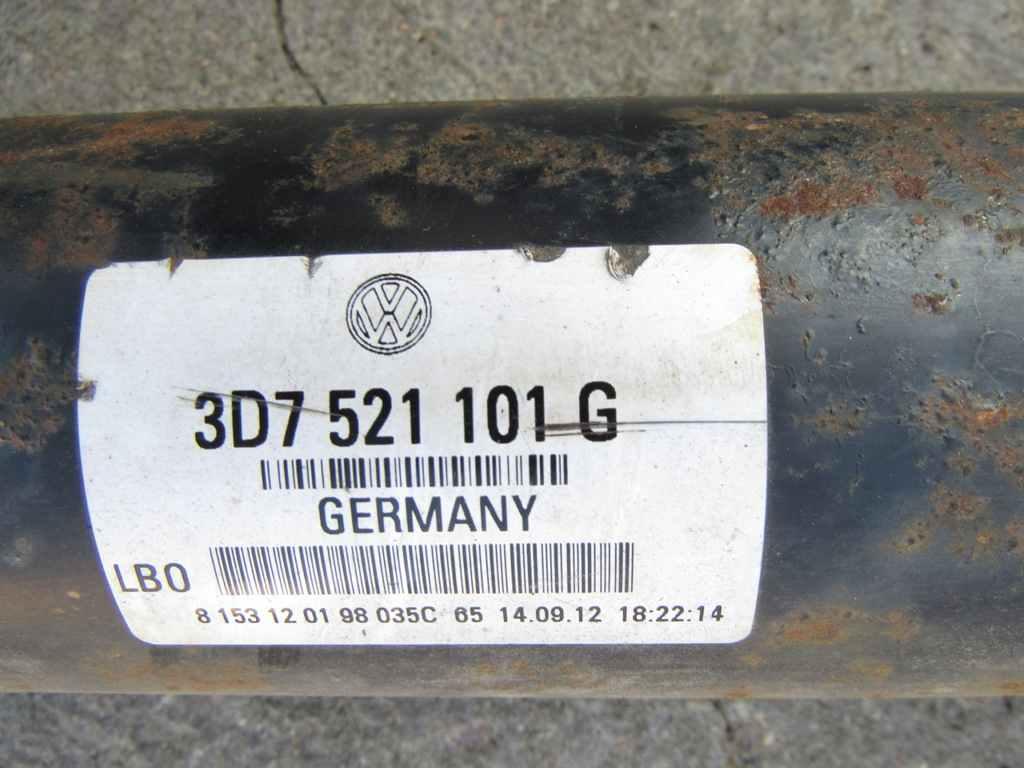 3D7 521 101 G
GERMANY
LBO
8 153 12 01 98 035C 65 14.09.12 18:22:14